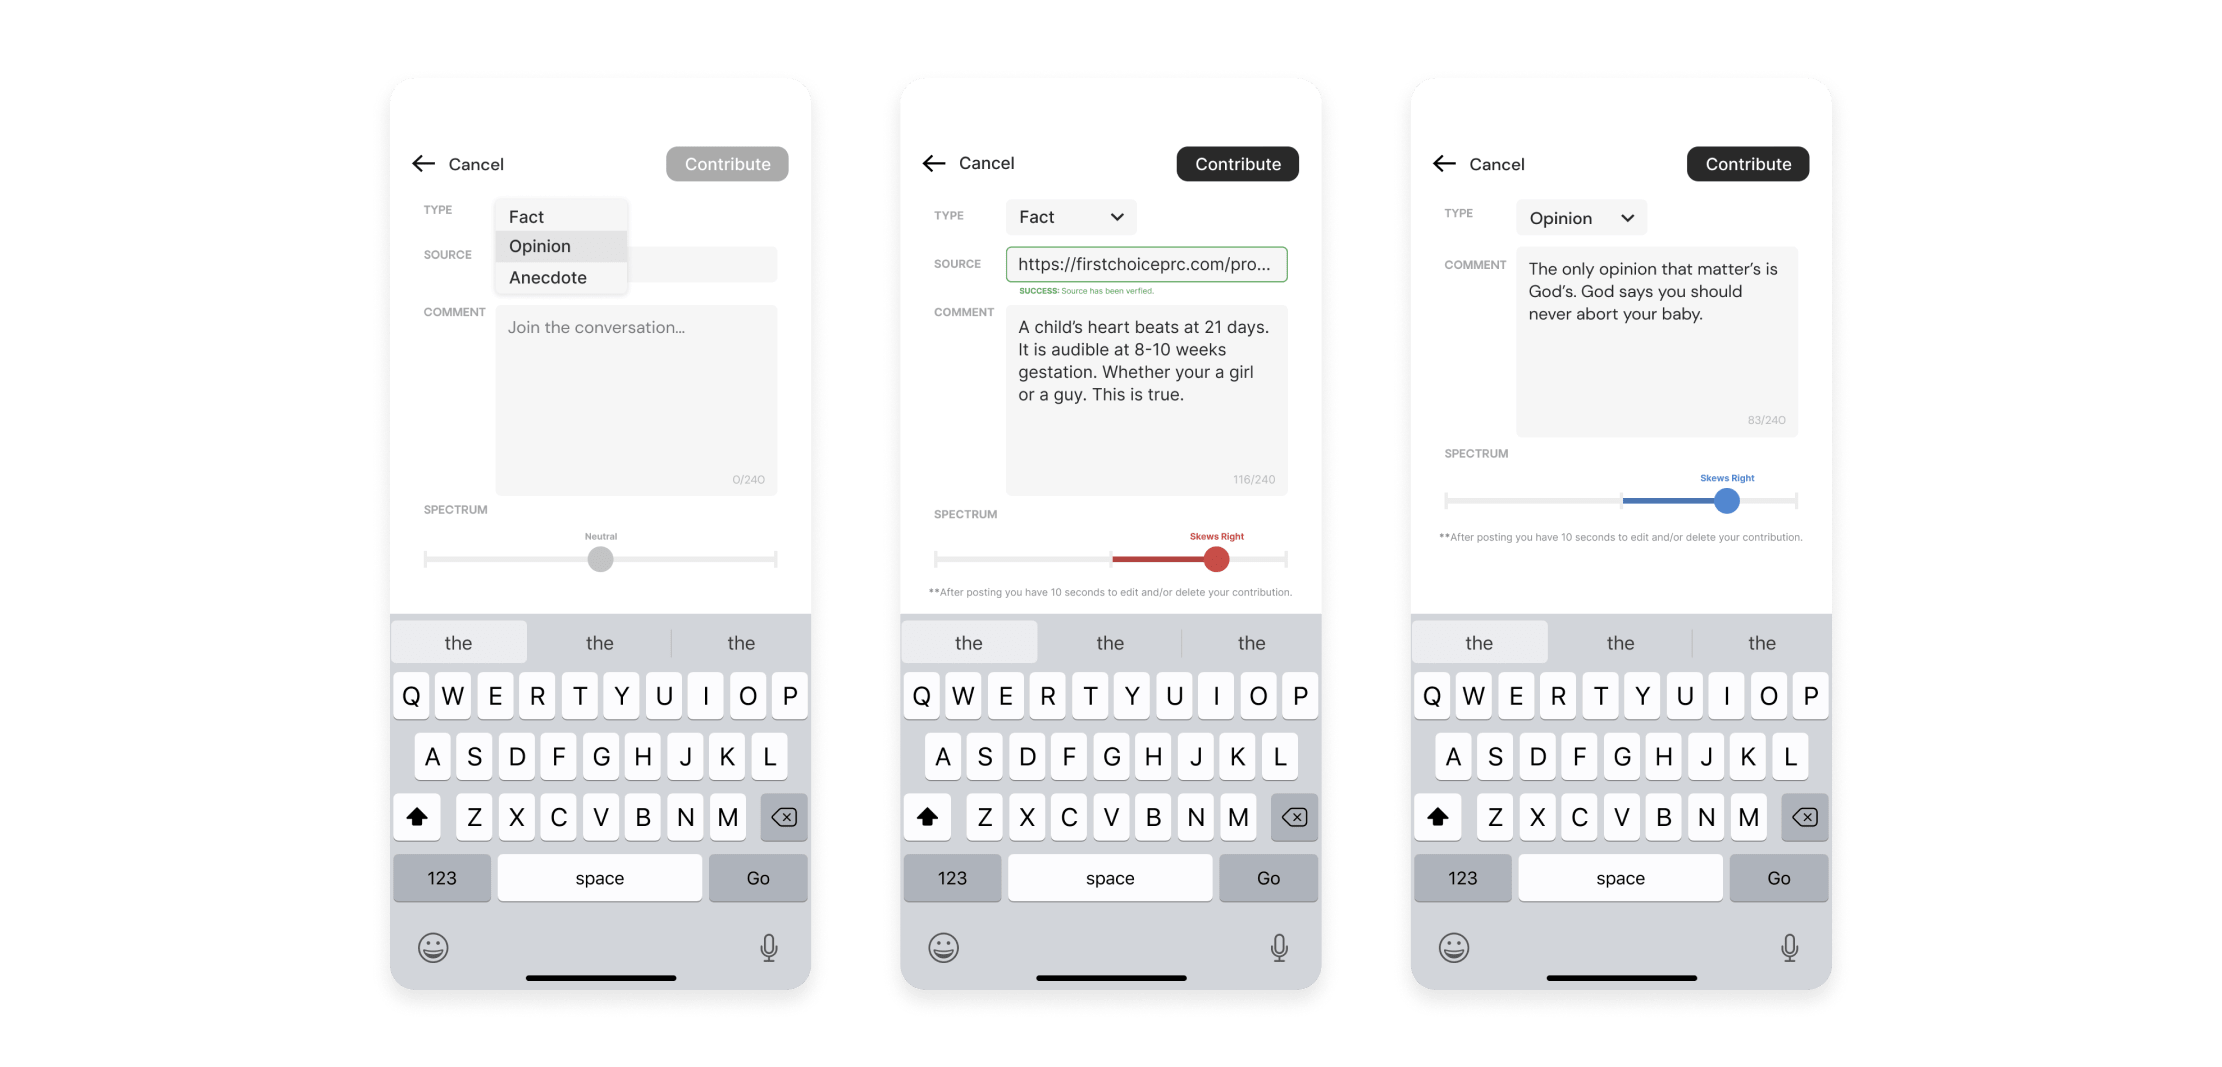 Cancel
Contribute
TYPE
Fact
Opinion
Anecdote
SOURCE
COMMENT
Join the conversation...
0/240
SPECTRUM
Neutral
the the the
Q W E R T Y U I O P
A S D F G H J K L
Z X C V B N M
123 space Go
Cancel
Contribute
TYPE
Fact
SOURCE
https://firstchoiceprc.com/pro...
SUCCESS: Source has been verfied.
COMMENT
A child's heart beats at 21 days.
It is audible at 8-10 weeks
gestation. Whether your a girl
or a guy. This is true.
116/240
SPECTRUM
Skews Right
**After posting you have 10 seconds to edit and/or delete your contribution.
the the the
Q W E R T Y U I O P
A S D F G H J K L
Z X C V B N M
123 space Go
Cancel
Contribute
TYPE
Opinion
COMMENT
The only opinion that matter's is
God's. God says you should
never abort your baby.
83/240
SPECTRUM
Skews Right
**After posting you have 10 seconds to edit and/or delete your contribution.
the the the
Q W E R T Y U I O P
A S D F G H J K L
Z X C V B N M
123 space Go